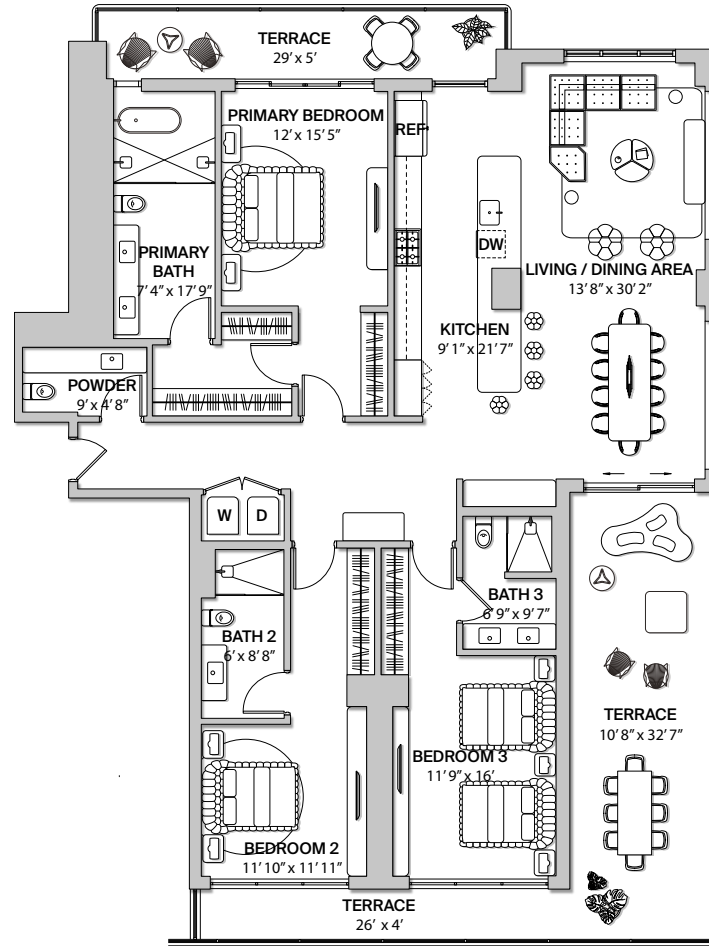 TERRACE
29' x 5'
PRIMARY BEDROOM
12' x 15' 5"
REF
DW
PRIMARY
BATH
7' 4" x 17' 9"
LIVING / DINING AREA
13' 8" x 30' 2"
KITCHEN
9' 1" x 21' 7"
POWDER
9' x 4' 8"
W
D
BATH 3
6' 9" x 9' 7"
BATH 2
6' x 8' 8"
TERRACE
10' 8" x 32' 7"
BEDROOM 3
11' 9" x 16'
BEDROOM 2
11' 10" x 11' 11"
TERRACE
26' x 4'